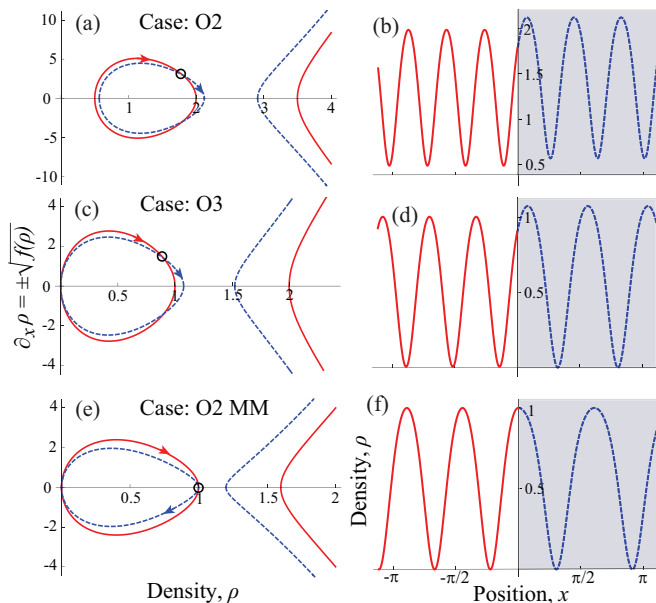 (a) Case: O2
10
5
0
-5
-10
1 2 3 4
(b)
2
1.5
1
0.5
(c) Case: O3
4
2
0
-2
-4
0.5 1 1.5 2
(d)
1
0.5
(e) Case: O2 MM
4
2
0
-2
-4
0.5 1 1.5 2
(f)
1
0.5
-π -π/2 π/2 π
∂ₓρ = ±√f(ρ)
Density, ρ
Density, ρ
Position, x